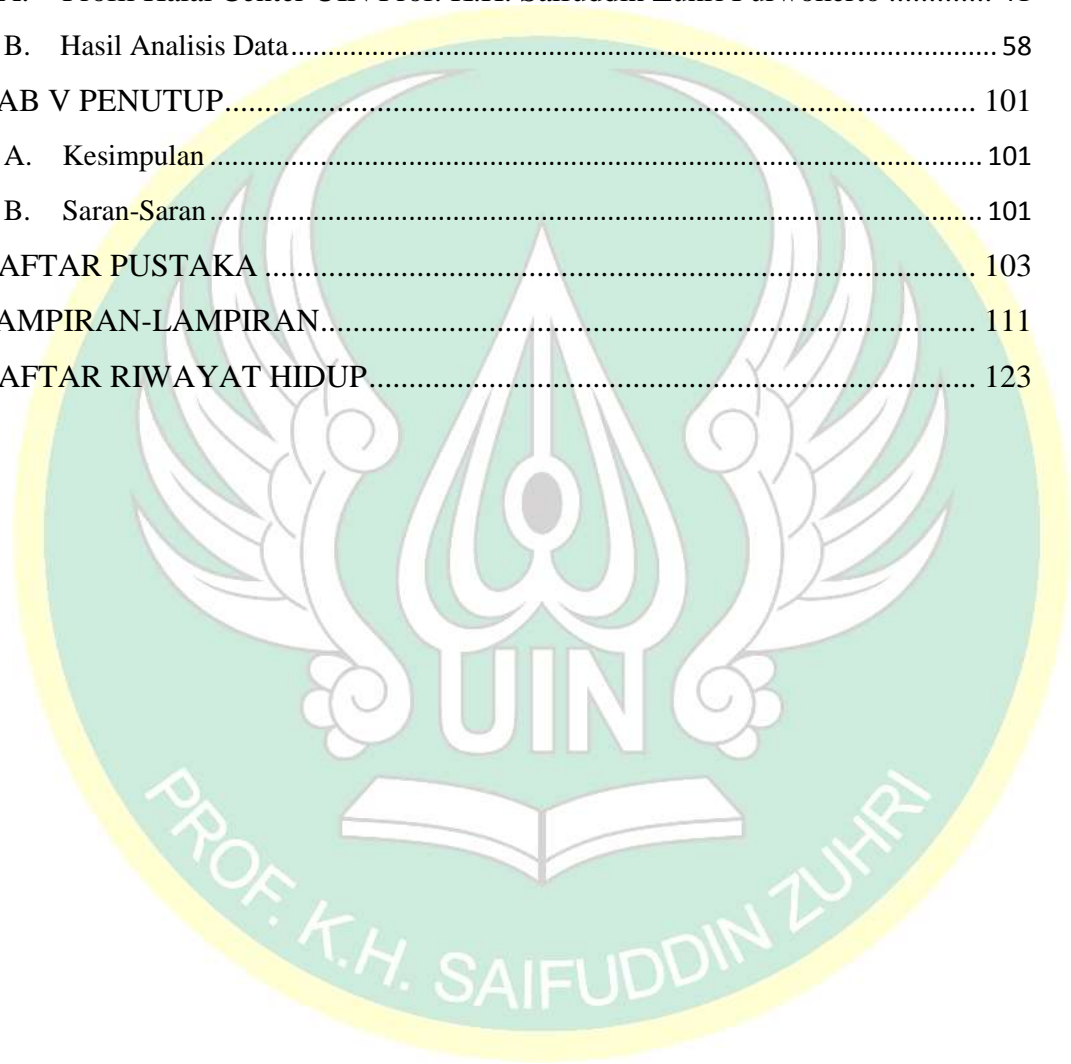 B. Hasil Analisis Data.......................................................................................................... 58
AB V PENUTUP............................................................................................ 101
A. Kesimpulan ................................................................................................................. 101
B. Saran-Saran ................................................................................................................. 101
AFTAR PUSTAKA ....................................................................................... 103
AMPIRAN-LAMPIRAN................................................................................ 111
AFTAR RIWAYAT HIDUP.......................................................................... 123
UIN
PROF. K.H. SAIFUDDIN ZUHRI